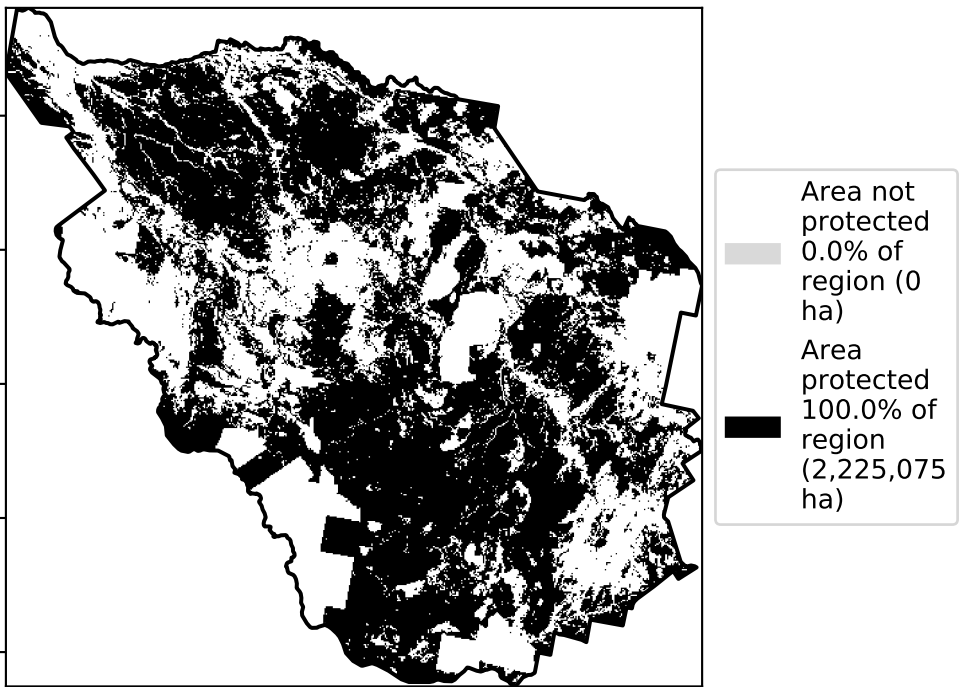 Area not
protected
0.0% of
region (0
ha)
Area
protected
100.0% of
region
(2,225,075
ha)